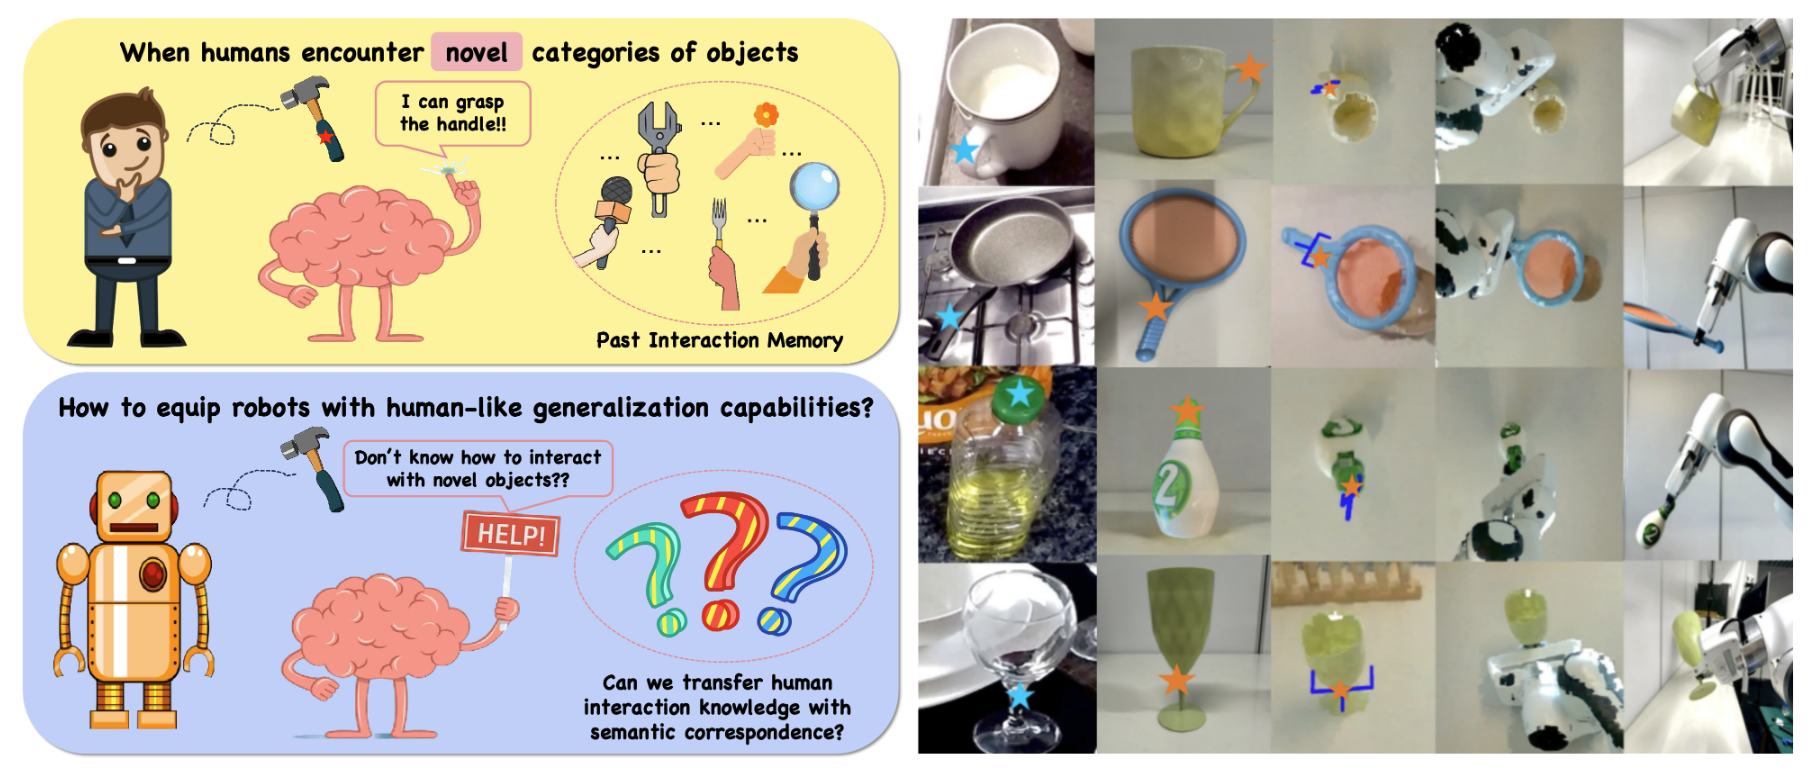 When humans encounter novel categories of objects
I can grasp
the handle!!
...
...
...
...
...
Past Interaction Memory
How to equip robots with human-like generalization capabilities?
Don't know how to interact
with novel objects??
HELP!
Can we transfer human
interaction knowledge with
semantic correspondence?
2